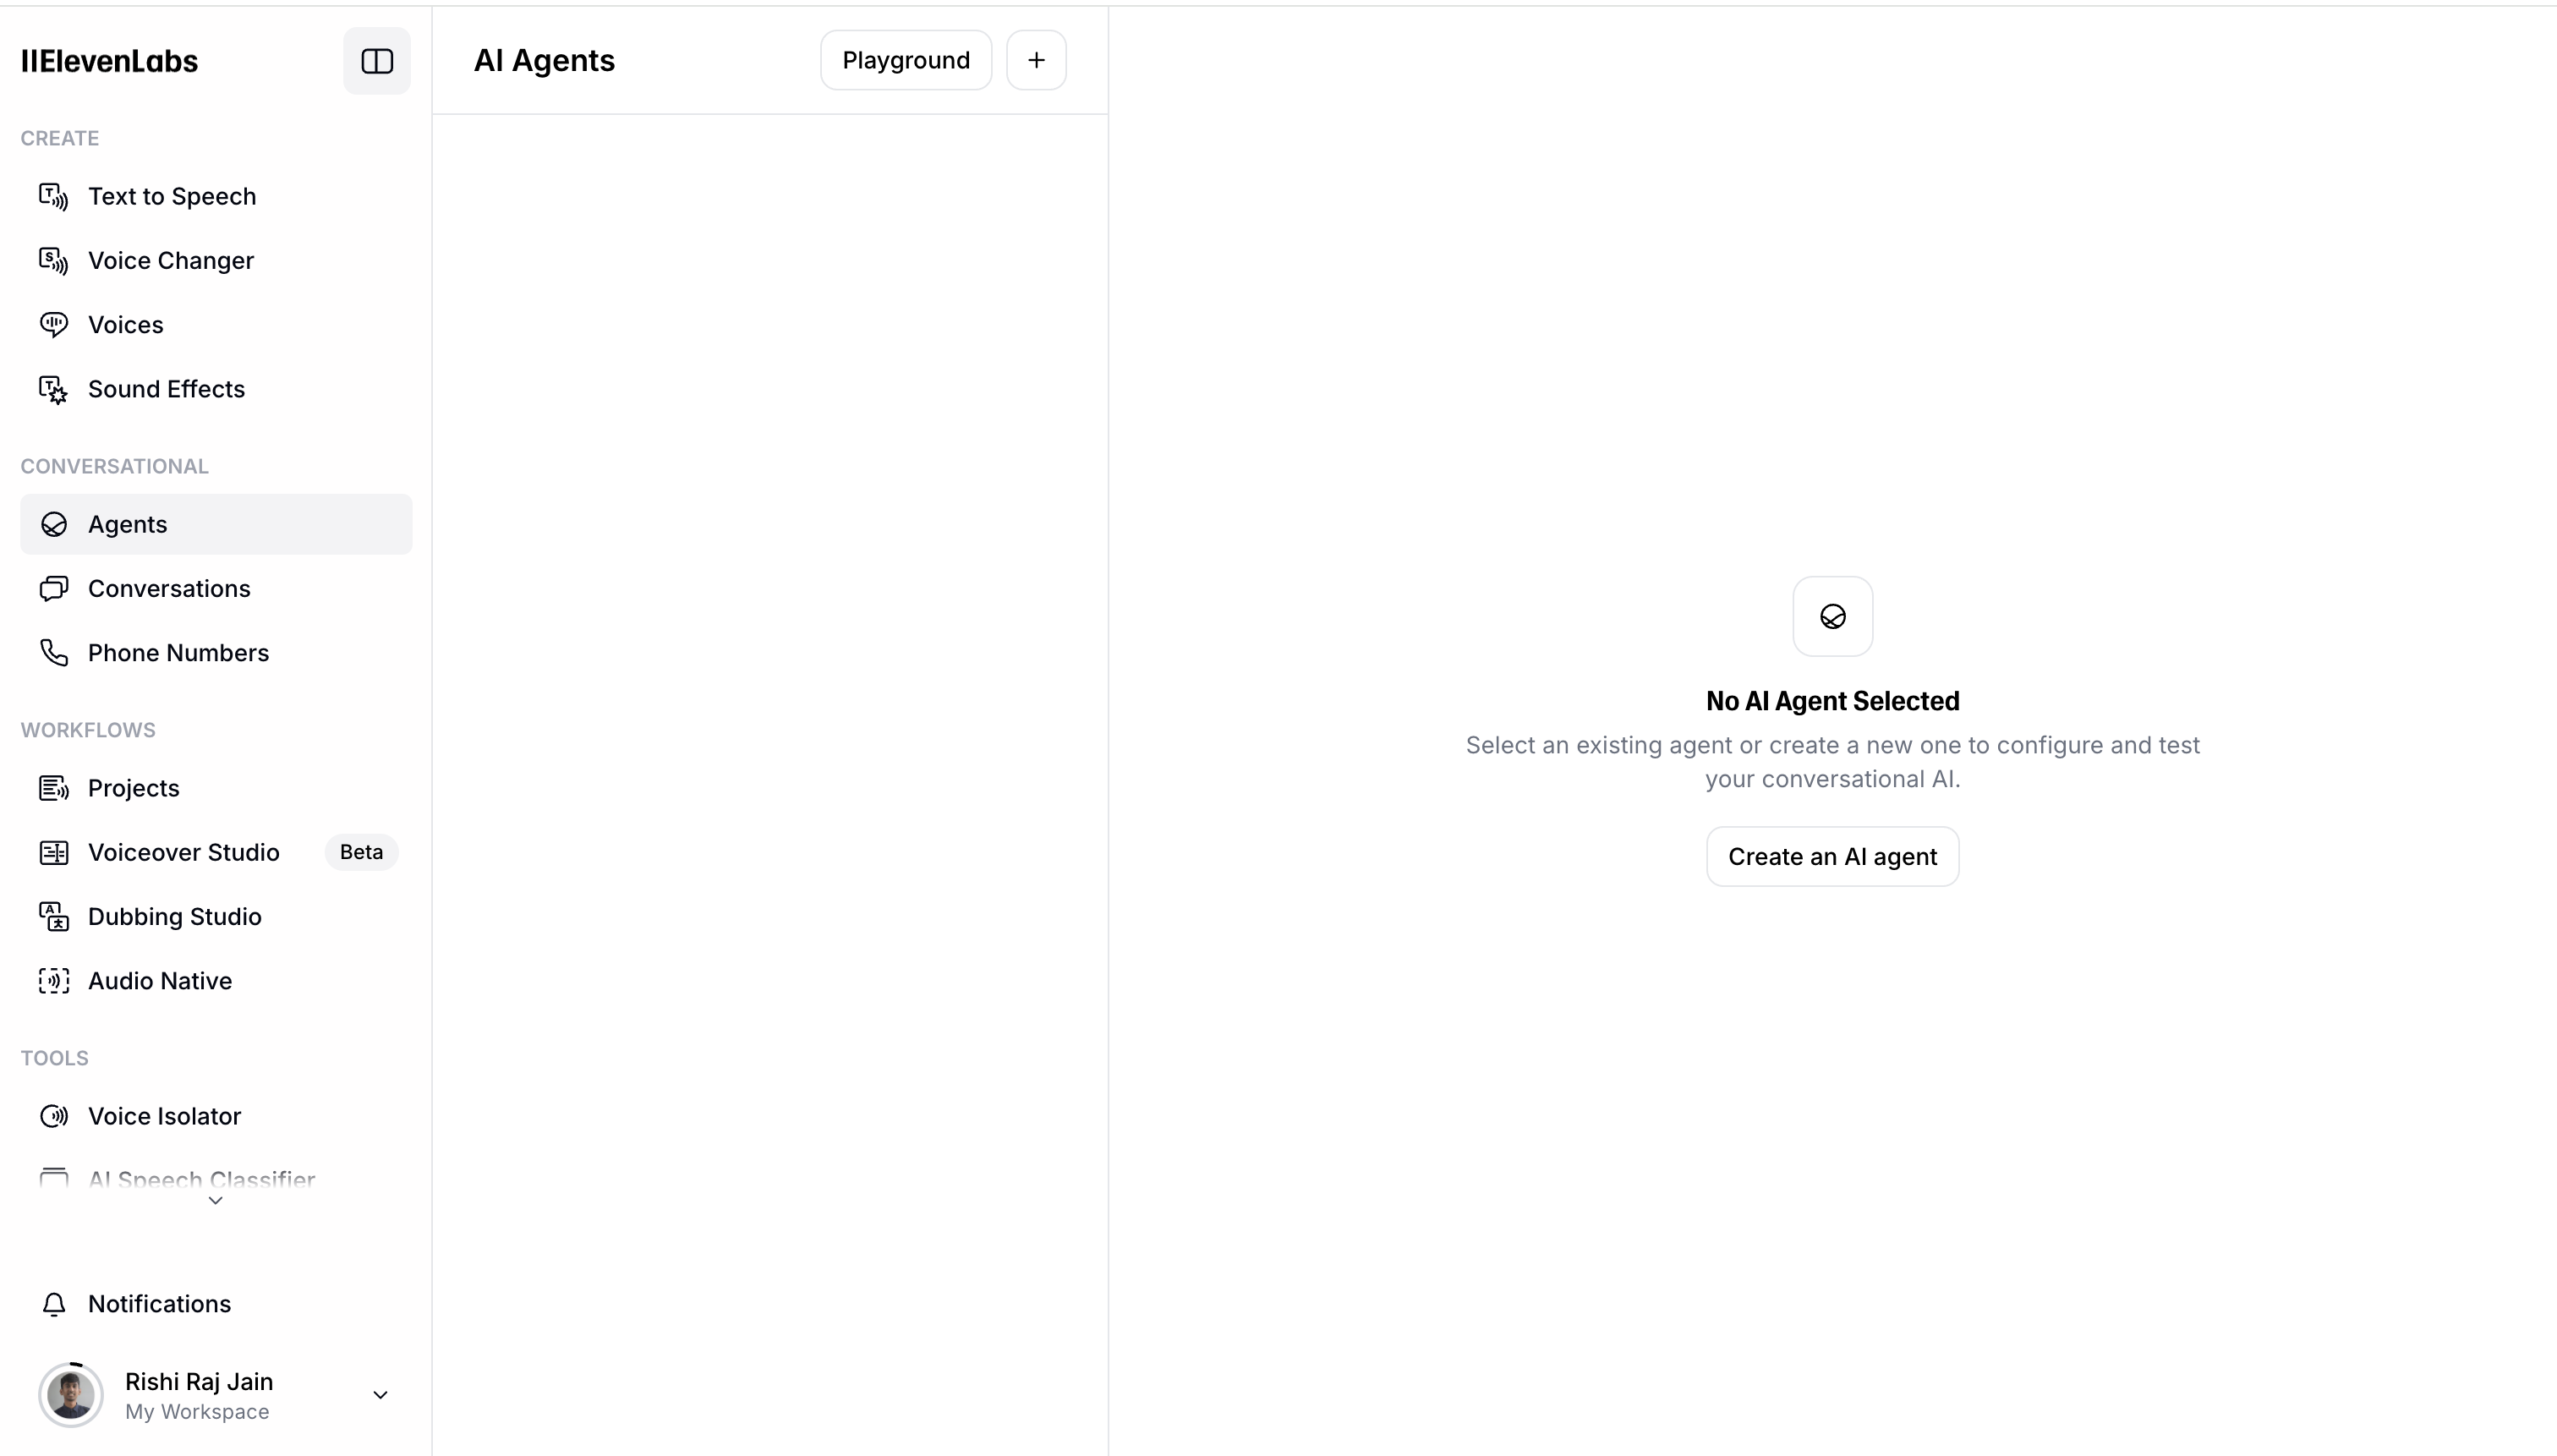 IIElevenLabs
CREATE
Text to Speech
Voice Changer
Voices
Sound Effects
CONVERSATIONAL
Agents
Conversations
Phone Numbers
WORKFLOWS
Projects
Voiceover Studio Beta
Dubbing Studio
Audio Native
TOOLS
Voice Isolator
AI Speech Classifier
Notifications
Rishi Raj Jain
My Workspace
AI Agents
Playground
+
No AI Agent Selected
Select an existing agent or create a new one to configure and test
your conversational AI.
Create an AI agent